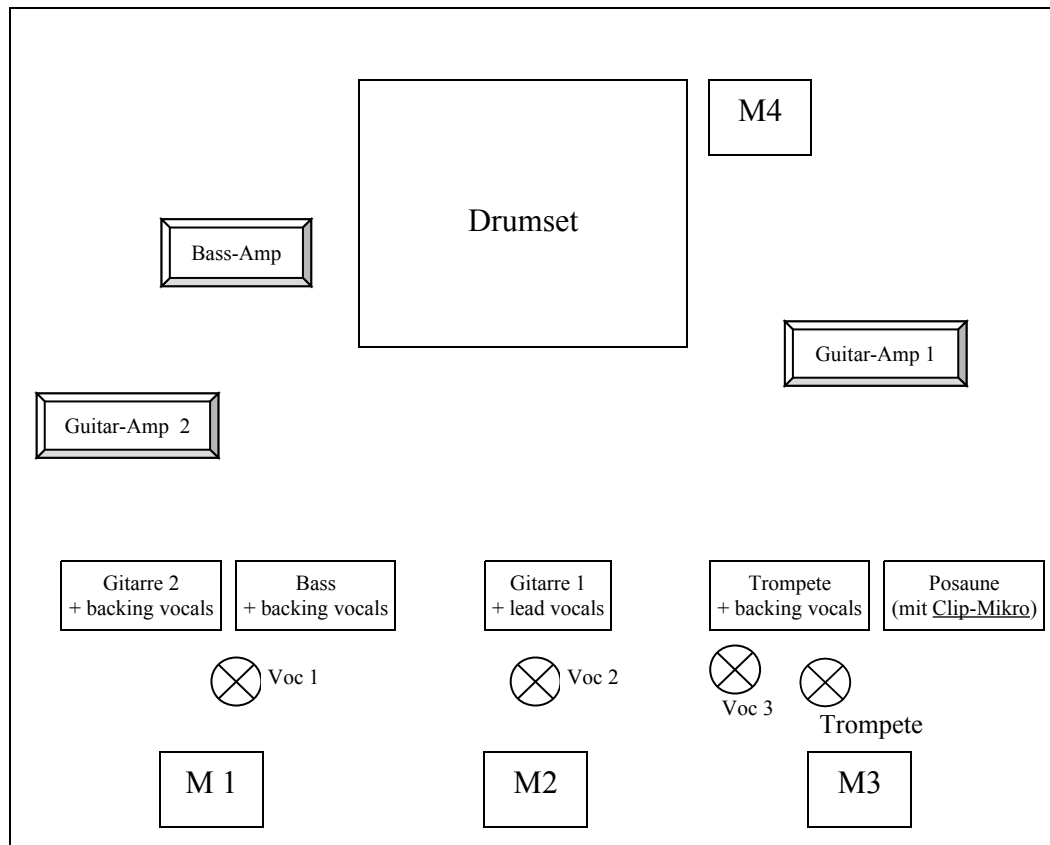 M4
Drumset
Bass-Amp
Guitar-Amp 1
Guitar-Amp 2
Gitarre 2
+ backing vocals
Bass
+ backing vocals
Gitarre 1
+ lead vocals
Trompete
+ backing vocals
Posaune
(mit Clip-Mikro)
Voc 1
Voc 2
Voc 3
Trompete
M 1
M2
M3